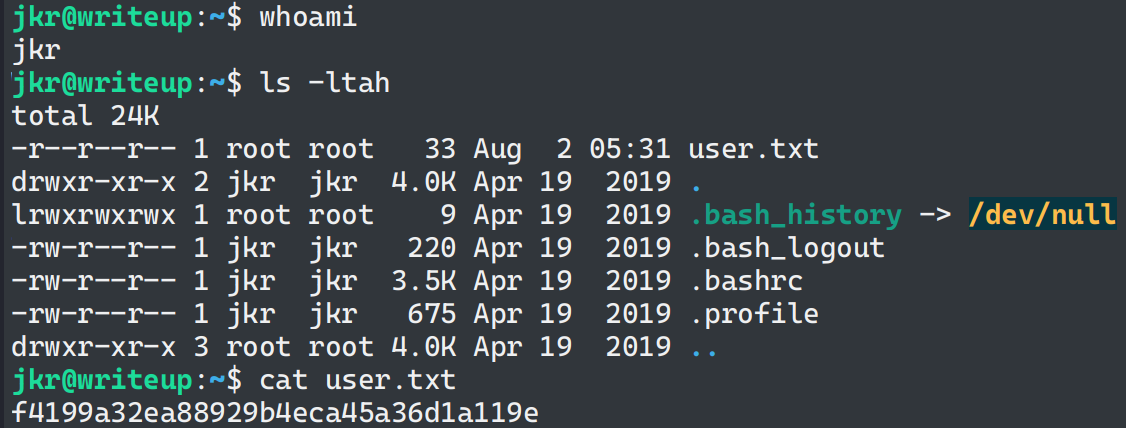 jkr@writeup:~$ whoami
jkr
jkr@writeup:~$ ls -ltah
total 24K
-r--r--r-- 1 root root   33 Aug  2 05:31 user.txt
drwxr-xr-x 2 jkr  jkr  4.0K Apr 19  2019 .
lrwxrwxrwx 1 root root    9 Apr 19  2019 .bash_history -> /dev/null
-rw-r--r-- 1 jkr  jkr   220 Apr 19  2019 .bash_logout
-rw-r--r-- 1 jkr  jkr  3.5K Apr 19  2019 .bashrc
-rw-r--r-- 1 jkr  jkr   675 Apr 19  2019 .profile
drwxr-xr-x 3 root root 4.0K Apr 19  2019 ..
jkr@writeup:~$ cat user.txt
f4199a32ea88929b4eca45a36d1a119e